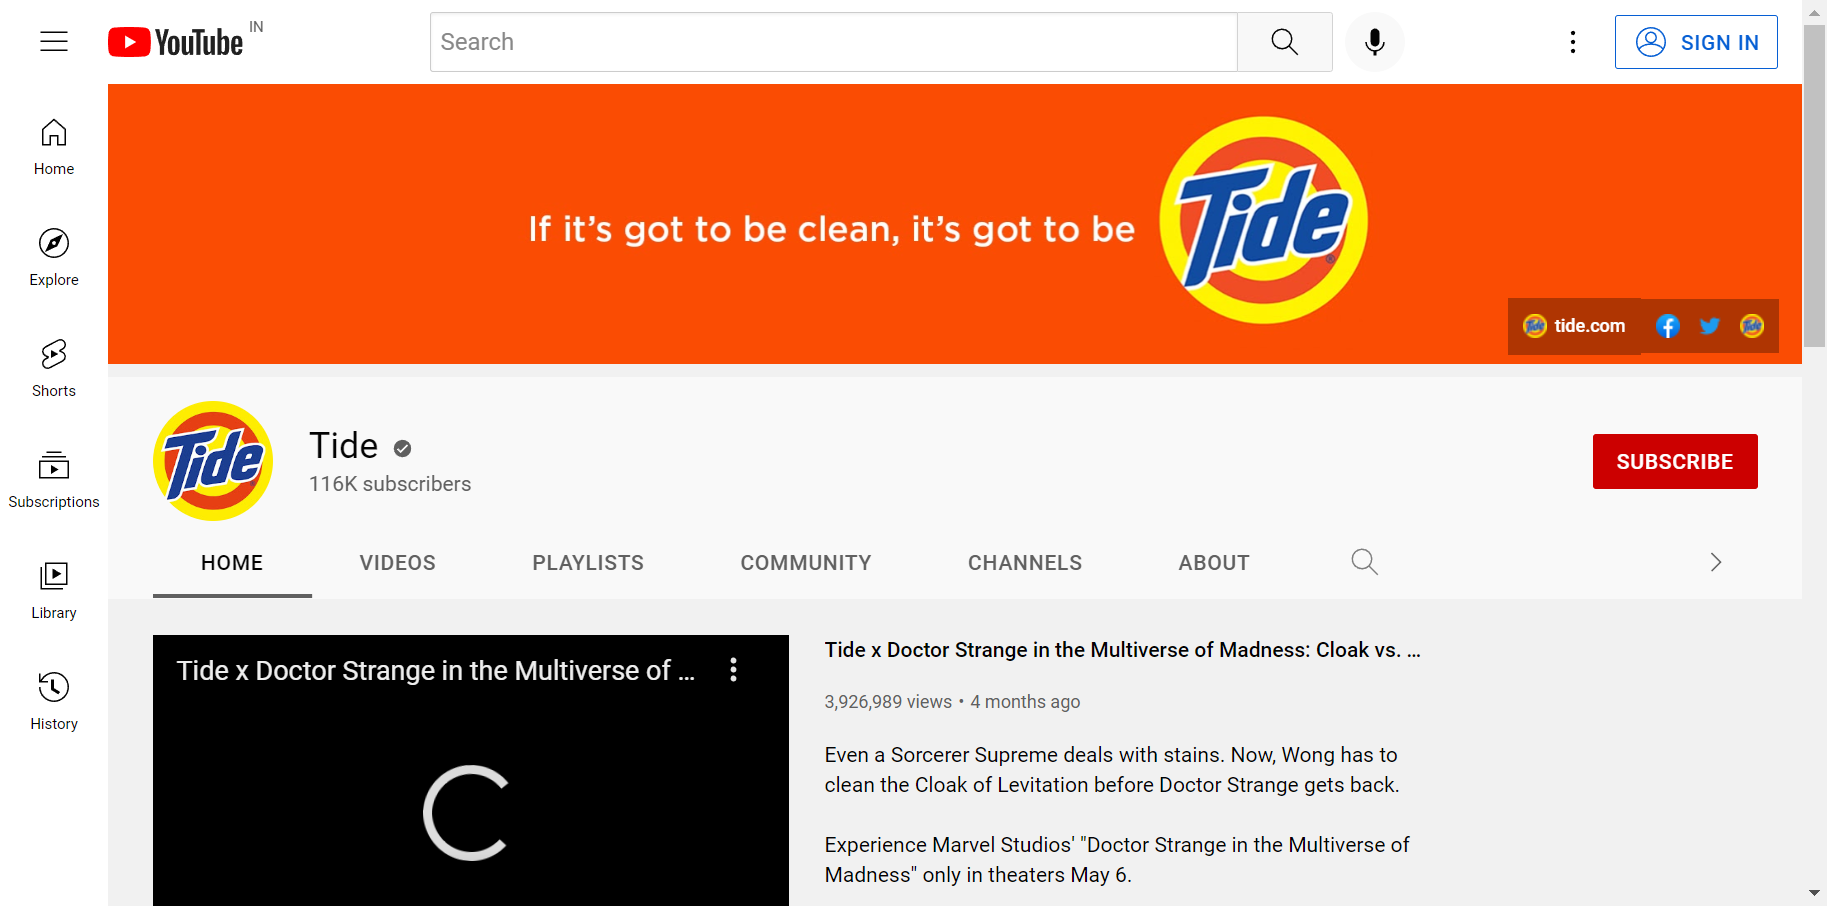 YouTube IN
Search
SIGN IN
Home
Explore
Shorts
Subscriptions
Library
History
If it's got to be clean, it's got to be Tide
tide.com
Tide
Tide
116K subscribers
SUBSCRIBE
HOME VIDEOS PLAYLISTS COMMUNITY CHANNELS ABOUT
Tide x Doctor Strange in the Multiverse of ...
Tide x Doctor Strange in the Multiverse of Madness: Cloak vs. ...
3,926,989 views • 4 months ago
Even a Sorcerer Supreme deals with stains. Now, Wong has to
clean the Cloak of Levitation before Doctor Strange gets back.
Experience Marvel Studios' "Doctor Strange in the Multiverse of
Madness" only in theaters May 6.